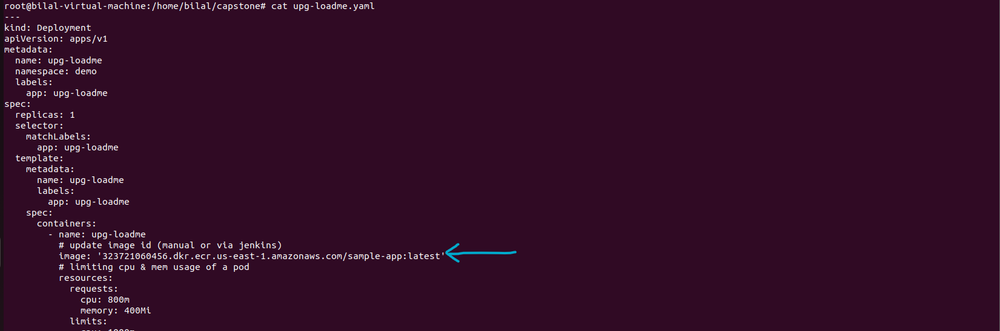 root@bilal-virtual-machine:/home/bilal/capstone# cat upg-loadme.yaml
---
kind: Deployment
apiVersion: apps/v1
metadata:
  name: upg-loadme
  namespace: demo
  labels:
    app: upg-loadme
spec:
  replicas: 1
  selector:
    matchLabels:
      app: upg-loadme
  template:
    metadata:
      name: upg-loadme
      labels:
        app: upg-loadme
    spec:
      containers:
        - name: upg-loadme
          # update image id (manual or via jenkins)
          image: '323721060456.dkr.ecr.us-east-1.amazonaws.com/sample-app:latest'
          # limiting cpu & mem usage of a pod
          resources:
            requests:
              cpu: 800m
              memory: 400Mi
            limits: